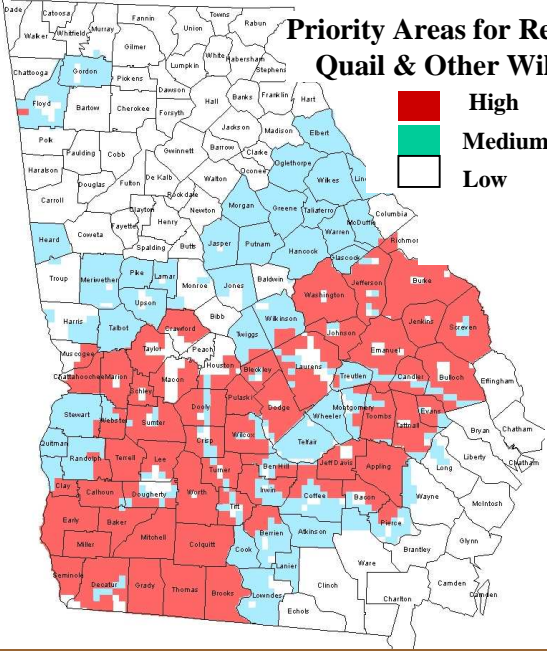 Priority Areas for Re
Quail & Other Wil
High
Medium
Low
Dade
Catoosa
Fannin
Towns
Rabun
Walker
Whitfield
Murray
Union
Gilmer
White
Habersham
Lumpkin
Stephens
Chattooga
Gordon
Pickens
Dawson
Hall
Banks
Franklin
Hart
Floyd
Bartow
Cherokee
Forsyth
Jackson
Madison
Elbert
Polk
Paulding
Cobb
Gwinnett
Barrow
Clarke
Oglethorpe
Haralson
Douglas
Fulton
De Kalb
Walton
Oconee
Wilkes
Lin
Rockdale
Carroll
Clayton
Newton
Morgan
Greene
Taliaferro
McDuffie
Columbia
Fayette
Henry
Heard
Coweta
Spalding
Butts
Jasper
Putnam
Warren
Richmor
Hancock
Glascock
Troup
Meriwether
Pike
Lamar
Monroe
Jones
Baldwin
Washington
Jefferson
Burke
Upson
Harris
Talbot
Crawford
Bibb
Twiggs
Wilkinson
Johnson
Jenkins
Screven
Muscogee
Taylor
Peach
Houston
Bleckley
Laurens
Emanuel
Chattahoochee
Marion
Macon
Treutlen
Candler
Bulloch
Effingham
Schley
Dooly
Pulaski
Dodge
Montgomery
Wheeler
Toombs
Evans
Stewart
Webster
Sumter
Tattnall
Bryan
Chatham
Quitman
Crisp
Wilcox
Telfair
Randolph
Terrell
Lee
Turner
Ben Hill
Jeff Davis
Appling
Long
Liberty
Chatham
Clay
Calhoun
Dougherty
Worth
Irwin
Coffee
Bacon
Wayne
McIntosh
Tift
Early
Baker
Mitchell
Colquitt
Berrien
Atkinson
Pierce
Miller
Cook
Brantley
Glynn
Lanier
Ware
Seminole
Decatur
Grady
Thomas
Brooks
Lowndes
Clinch
Charlton
Camden
Camden
Echols